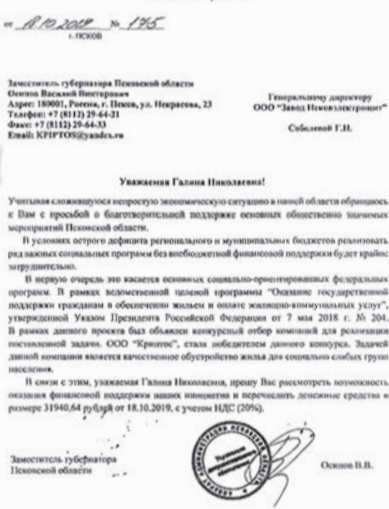 от 18.10.2019 № 175
г. ПСКОВ
Заместитель губернатора Псковской области
Осипов Василий Викторович
Адрес: 180001, Россия, г. Псков, ул. Некрасова, 23
Телефон: +7 (8112) 29-64-21
Факс: +7 (8112) 29-64-33
Email: KPIPTOS@yandex.ru
Генеральному директору
ООО "Завод Псковэлектрощит"
Соболевой Г.Н.
Уважаемая Галина Николаевна!
Учитывая сложившуюся непростую экономическую ситуацию в нашей области обращаюсь
к Вам с просьбой о благотворительной поддержке основных общественно значимых
мероприятий Псковской области.
В условиях острого дефицита регионального и муниципальных бюджетов реализовать
ряд важных социальных программ без внебюджетной финансовой поддержки будет крайне
затруднительно.
В первую очередь это касается основных социально-ориентированных федеральных
программ. В рамках ведомственной целевой программы "Оказание государственной
поддержки гражданам в обеспечении жильем и оплате жилищно-коммунальных услуг",
утвержденной Указом Президента Российской Федерации от 7 мая 2018 г. № 204.
В рамках данного проекта был объявлен конкурсный отбор компаний для реализации
поставленной задачи. ООО "Криптос", стала победителем данного конкурса. Задачей
данной компании является качественное обустройство жилья для социально слабых групп
населения.
В связи с этим, уважаемая Галина Николаевна, прошу Вас рассмотреть возможность
оказания финансовой поддержки наших инициатив и перечислить денежные средства в
размере 31940,64 рублей от 18.10.2019, с учетом НДС (20%).
Заместитель губернатора
Псковской области
Осипов В.В.